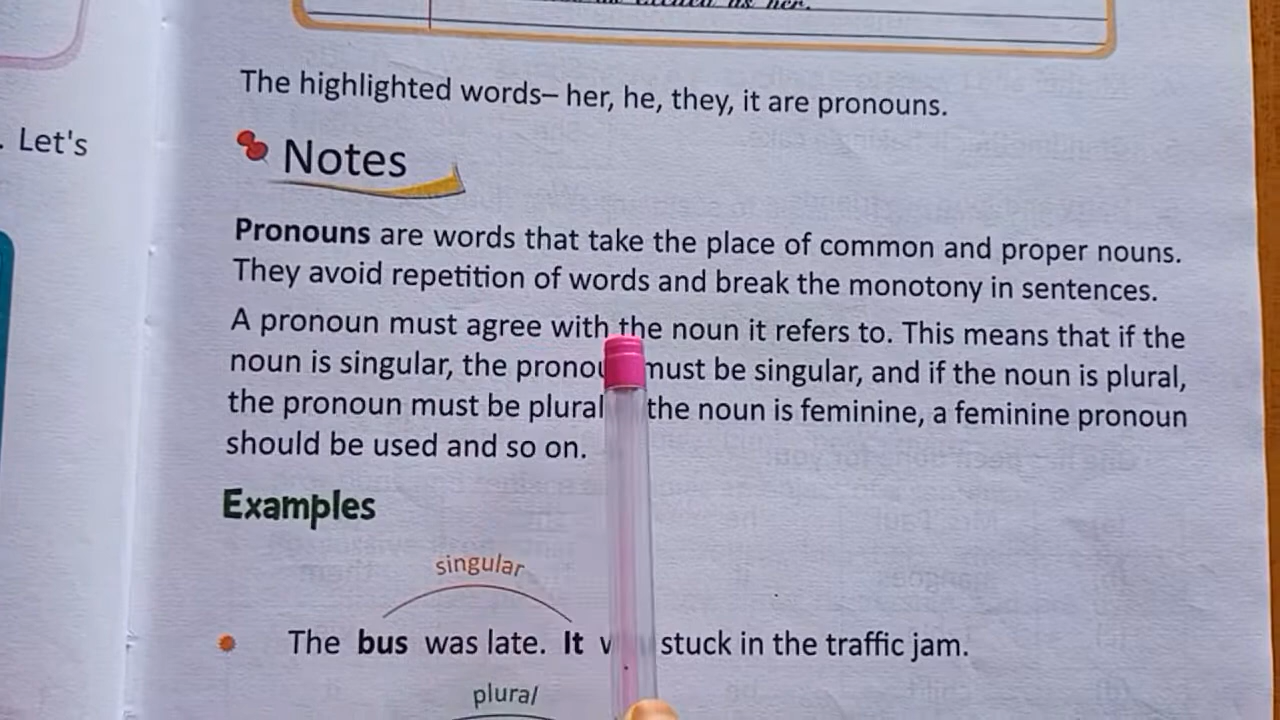 as her.
The highlighted words– her, he, they, it are pronouns.
. Let's
Notes
Pronouns are words that take the place of common and proper nouns.
They avoid repetition of words and break the monotony in sentences.
A pronoun must agree with the noun it refers to. This means that if the
noun is singular, the pronoun must be singular, and if the noun is plural,
the pronoun must be plural the noun is feminine, a feminine pronoun
should be used and so on.
Examples
singular
The bus was late. It stuck in the traffic jam.
plural